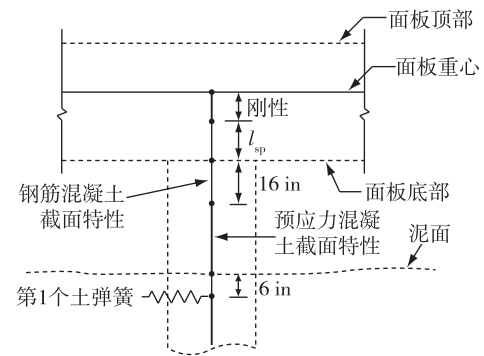 面板顶部
面板重心
刚性
lsp
16 in
钢筋混凝土
截面特性
面板底部
预应力混凝
土截面特性
泥面
第1个土弹簧
6 in